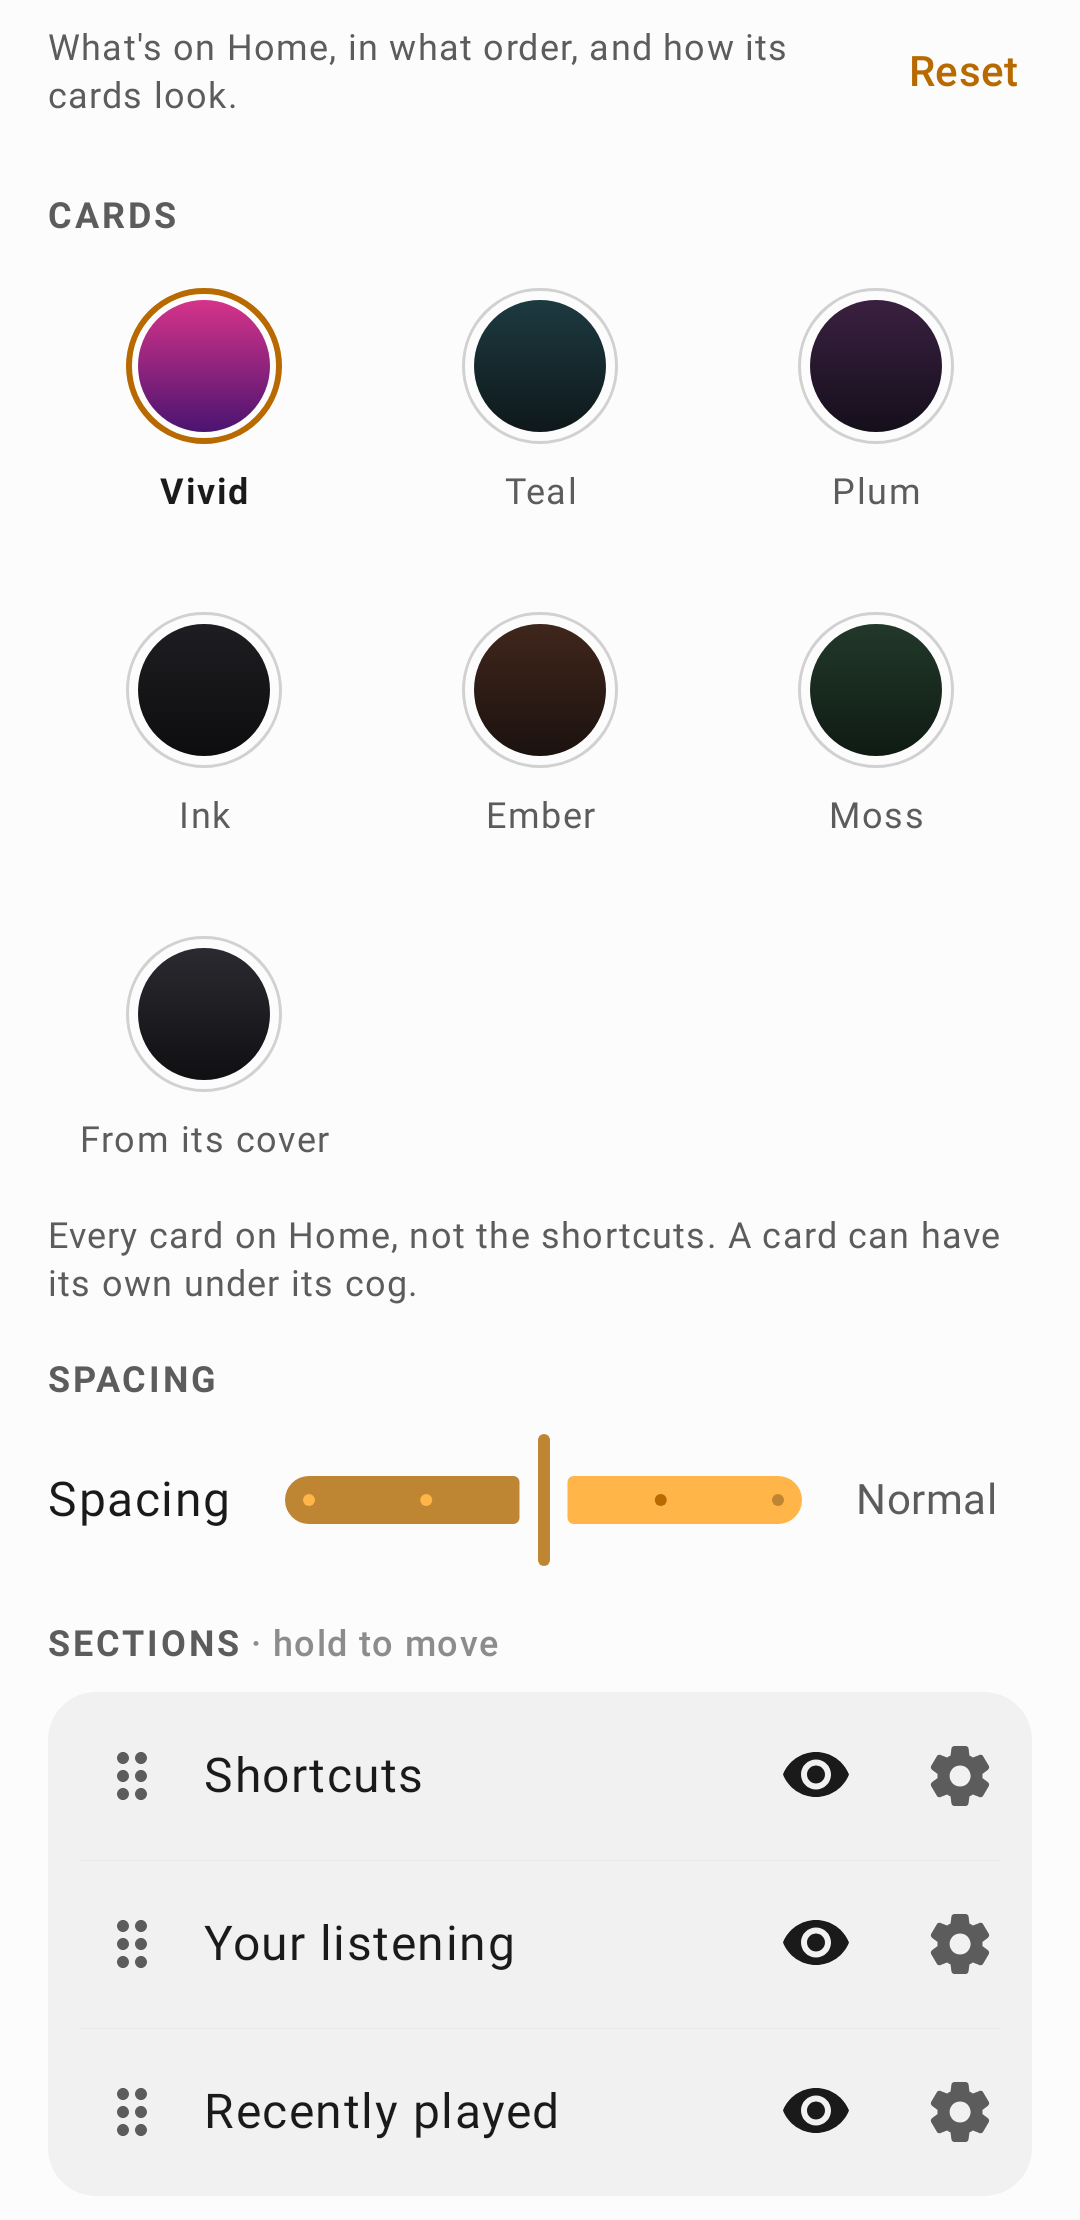 What's on Home, in what order, and how its
cards look.
Reset
CARDS
Vivid
Teal
Plum
Ink
Ember
Moss
From its cover
Every card on Home, not the shortcuts. A card can have
its own under its cog.
SPACING
Spacing
Normal
SECTIONS · hold to move
Shortcuts
Your listening
Recently played